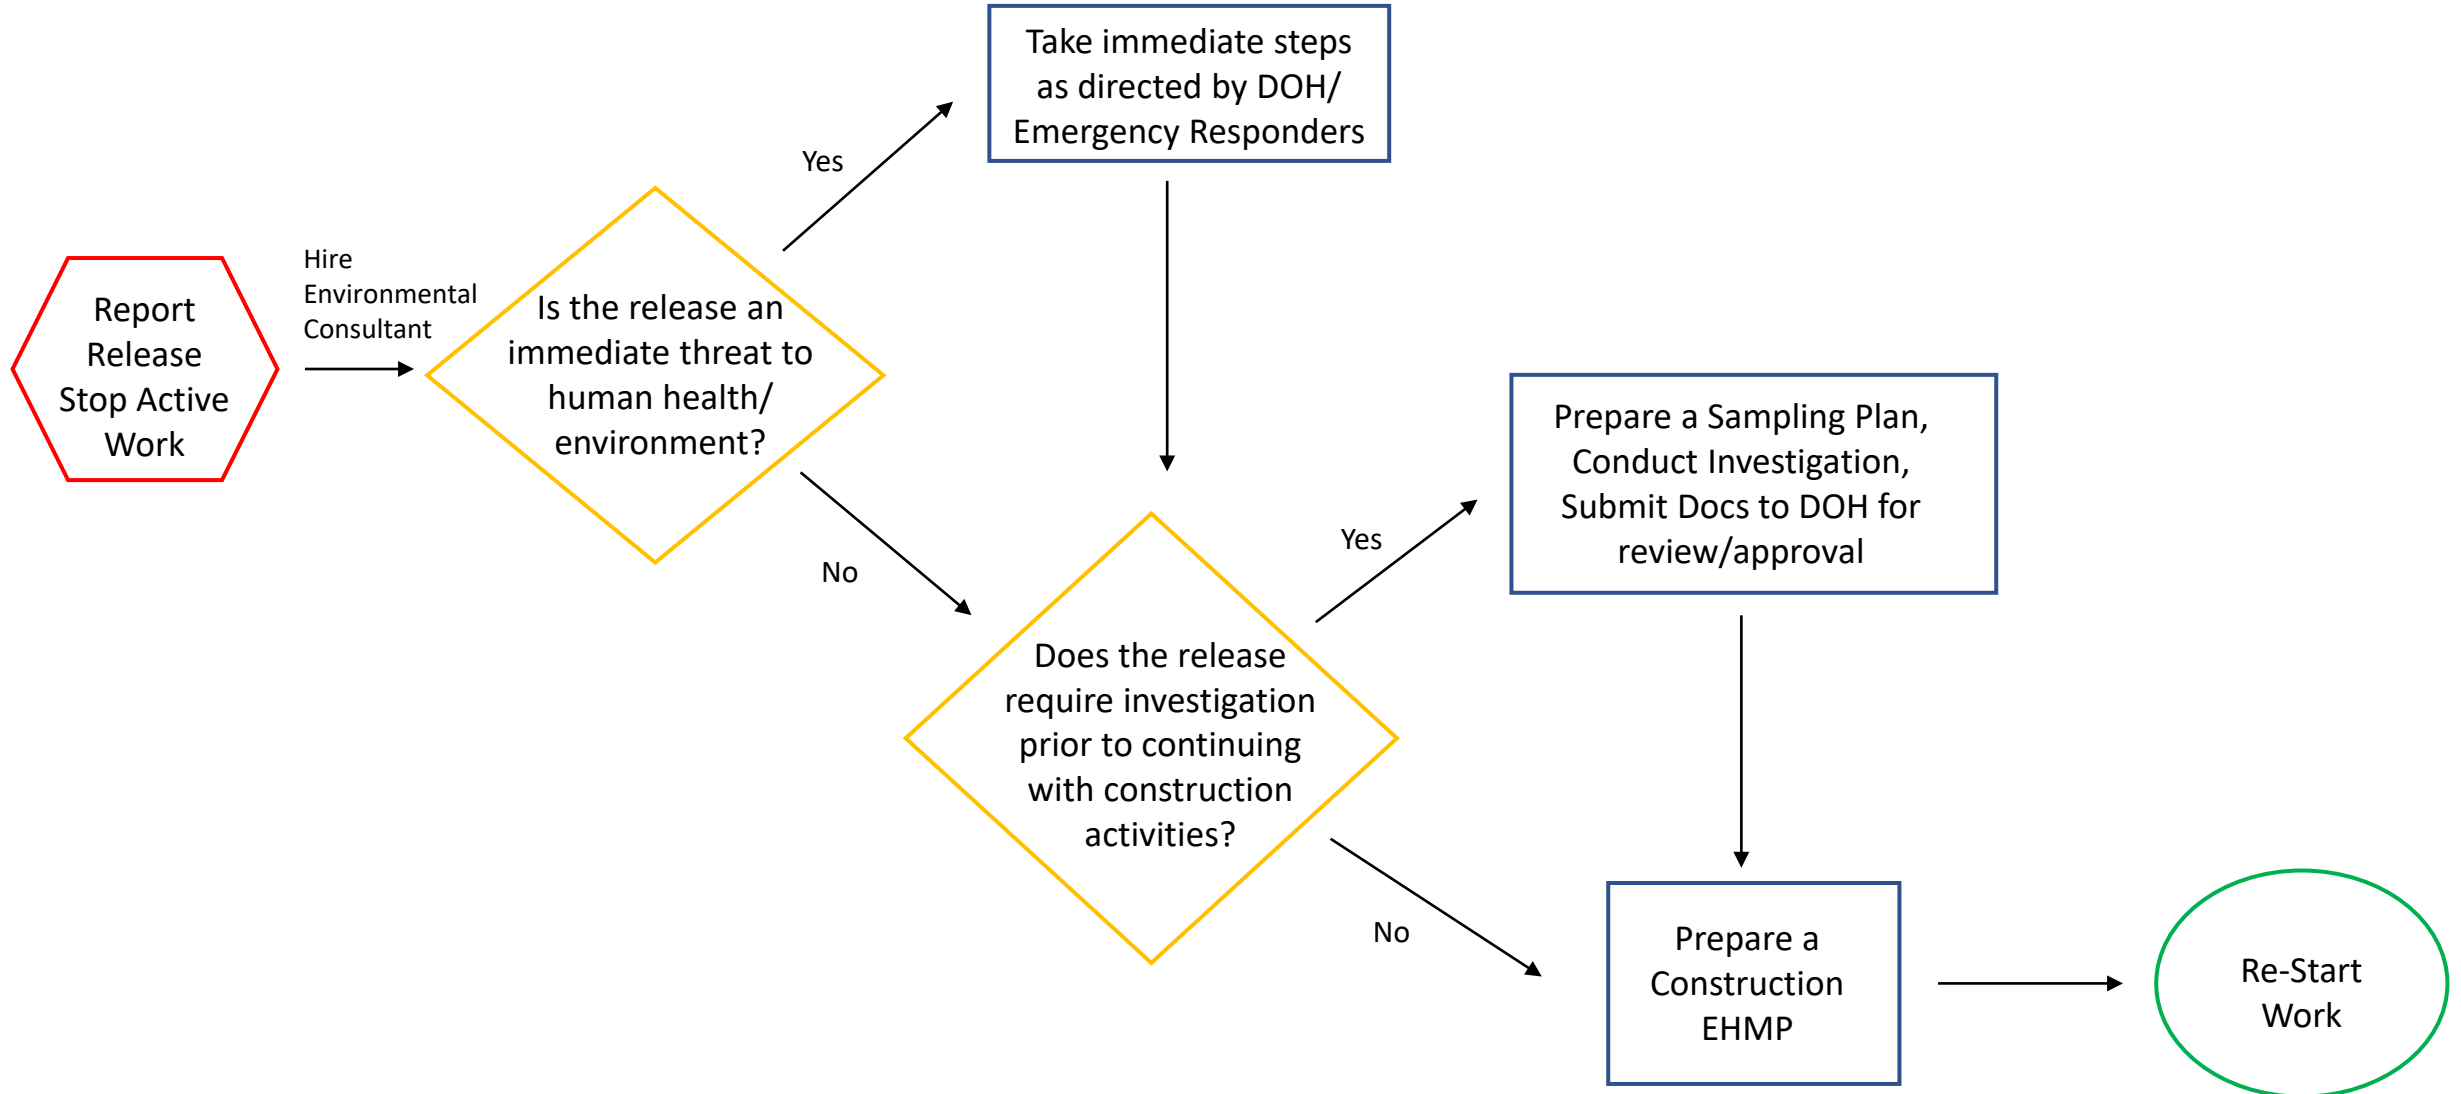 Report
Release
Stop Active
Work
Hire
Environmental
Consultant
Is the release an
immediate threat to
human health/
environment?
Yes
Take immediate steps
as directed by DOH/
Emergency Responders
No
Does the release
require investigation
prior to continuing
with construction
activities?
Yes
Prepare a Sampling Plan,
Conduct Investigation,
Submit Docs to DOH for
review/approval
No
Prepare a
Construction
EHMP
Re-Start
Work